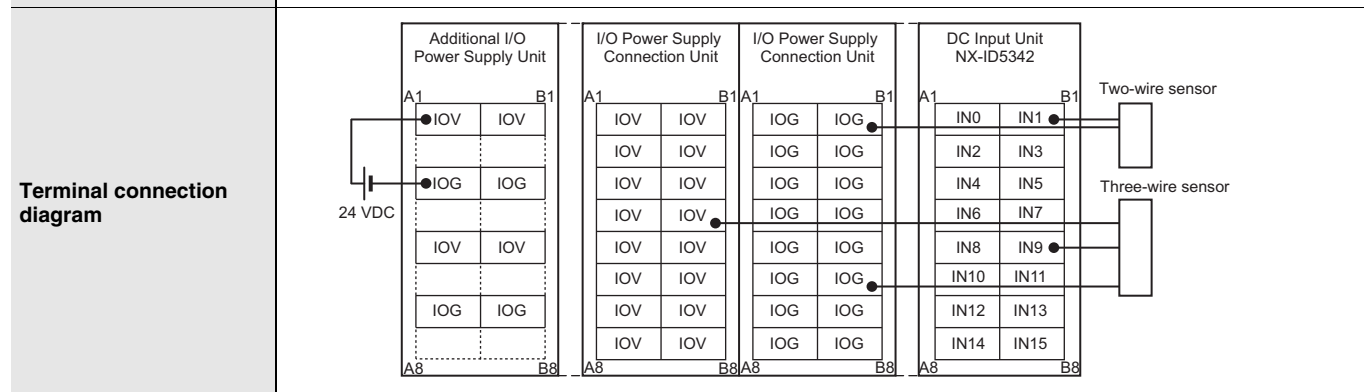 Terminal connection
diagram
Additional I/O
Power Supply Unit
A1 B1
IOV IOV
IOG IOG
IOV IOV
IOG IOG
A8 B8
24 VDC
I/O Power Supply
Connection Unit
A1 B1
IOV IOV
IOV IOV
IOV IOV
IOV IOV
IOV IOV
IOV IOV
IOV IOV
IOV IOV
A8 B8
I/O Power Supply
Connection Unit
A1 B1
IOG IOG
IOG IOG
IOG IOG
IOG IOG
IOG IOG
IOG IOG
IOG IOG
IOG IOG
A8 B8
DC Input Unit
NX-ID5342
A1 B1
IN0 IN1
IN2 IN3
IN4 IN5
IN6 IN7
IN8 IN9
IN10 IN11
IN12 IN13
IN14 IN15
A8 B8
Two-wire sensor
Three-wire sensor